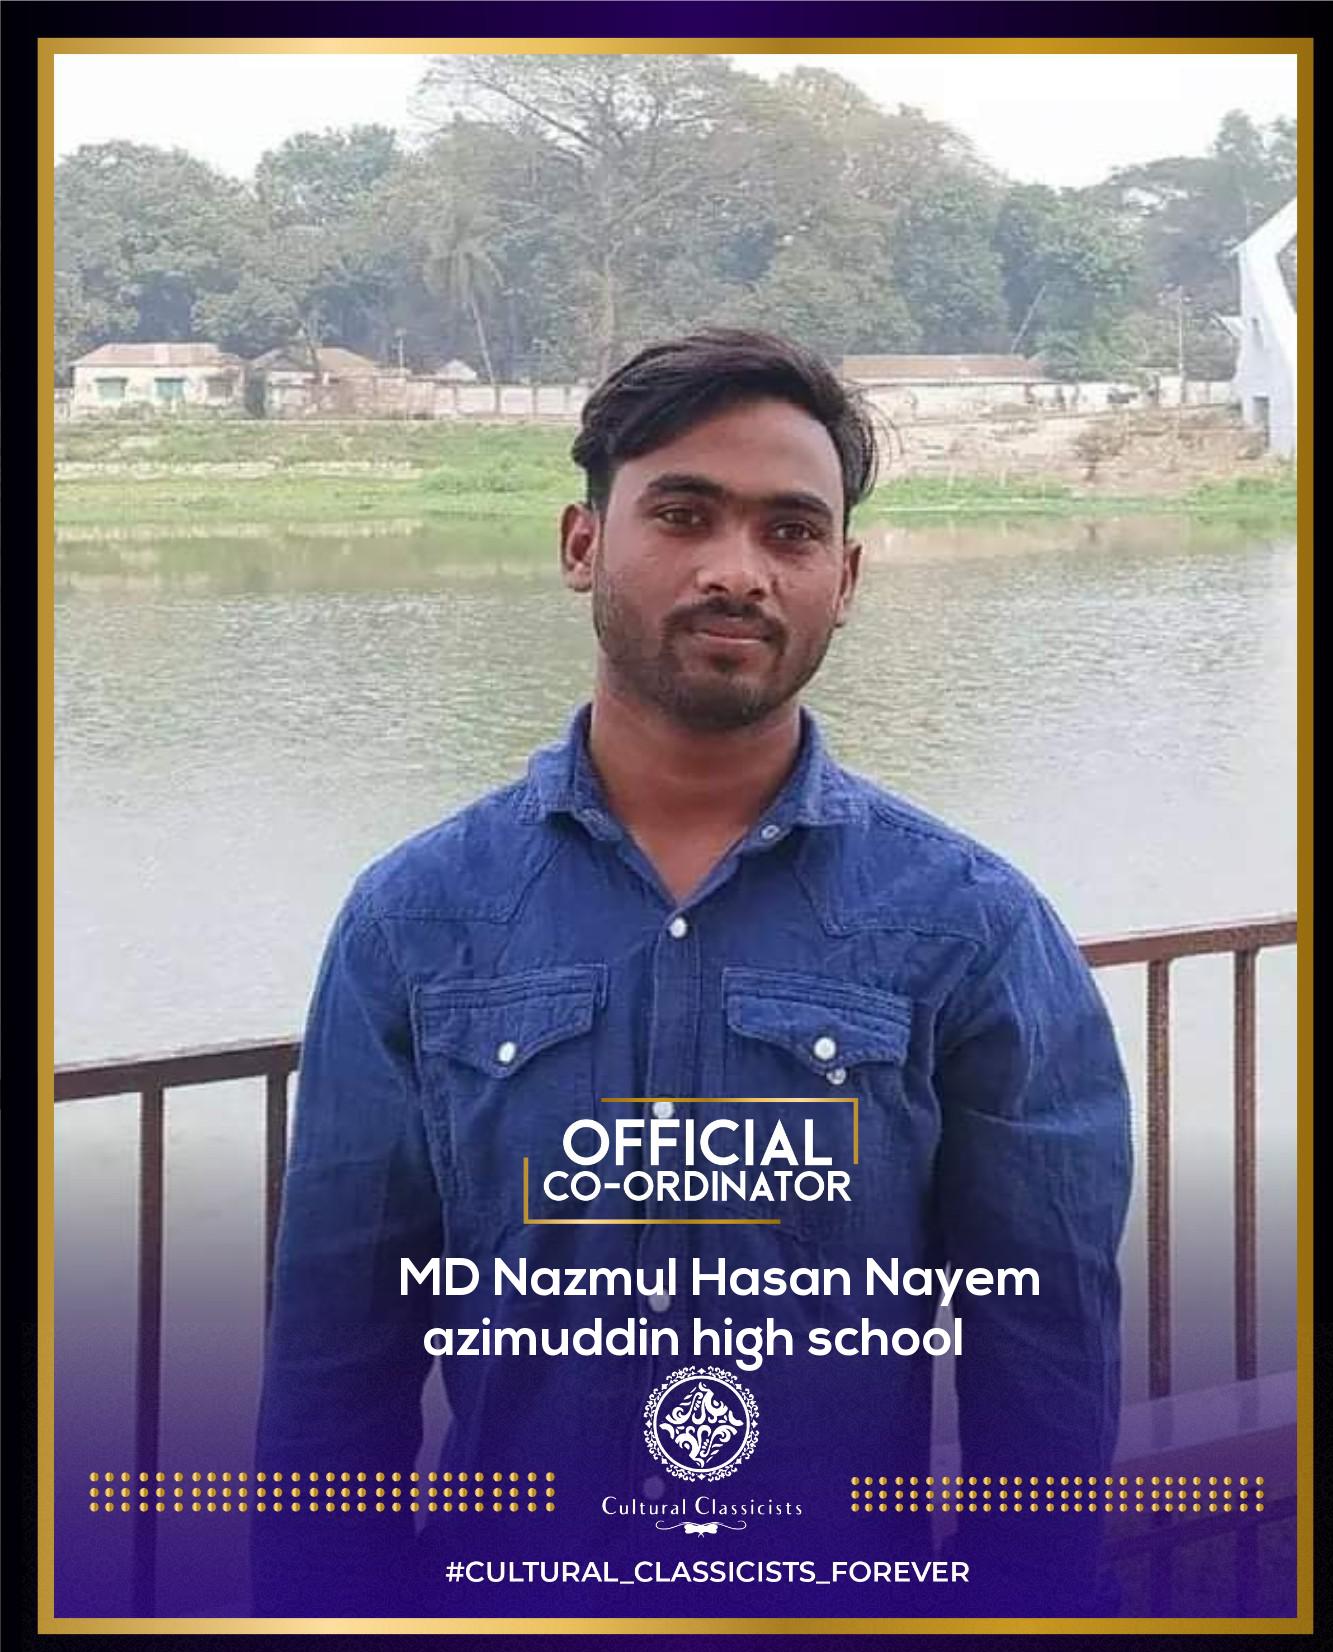 OFFICIAL
CO-ORDINATOR
MD Nazmul Hasan Nayem
azimuddin high school
Cultural Classicists
#CULTURAL_CLASSICISTS_FOREVER